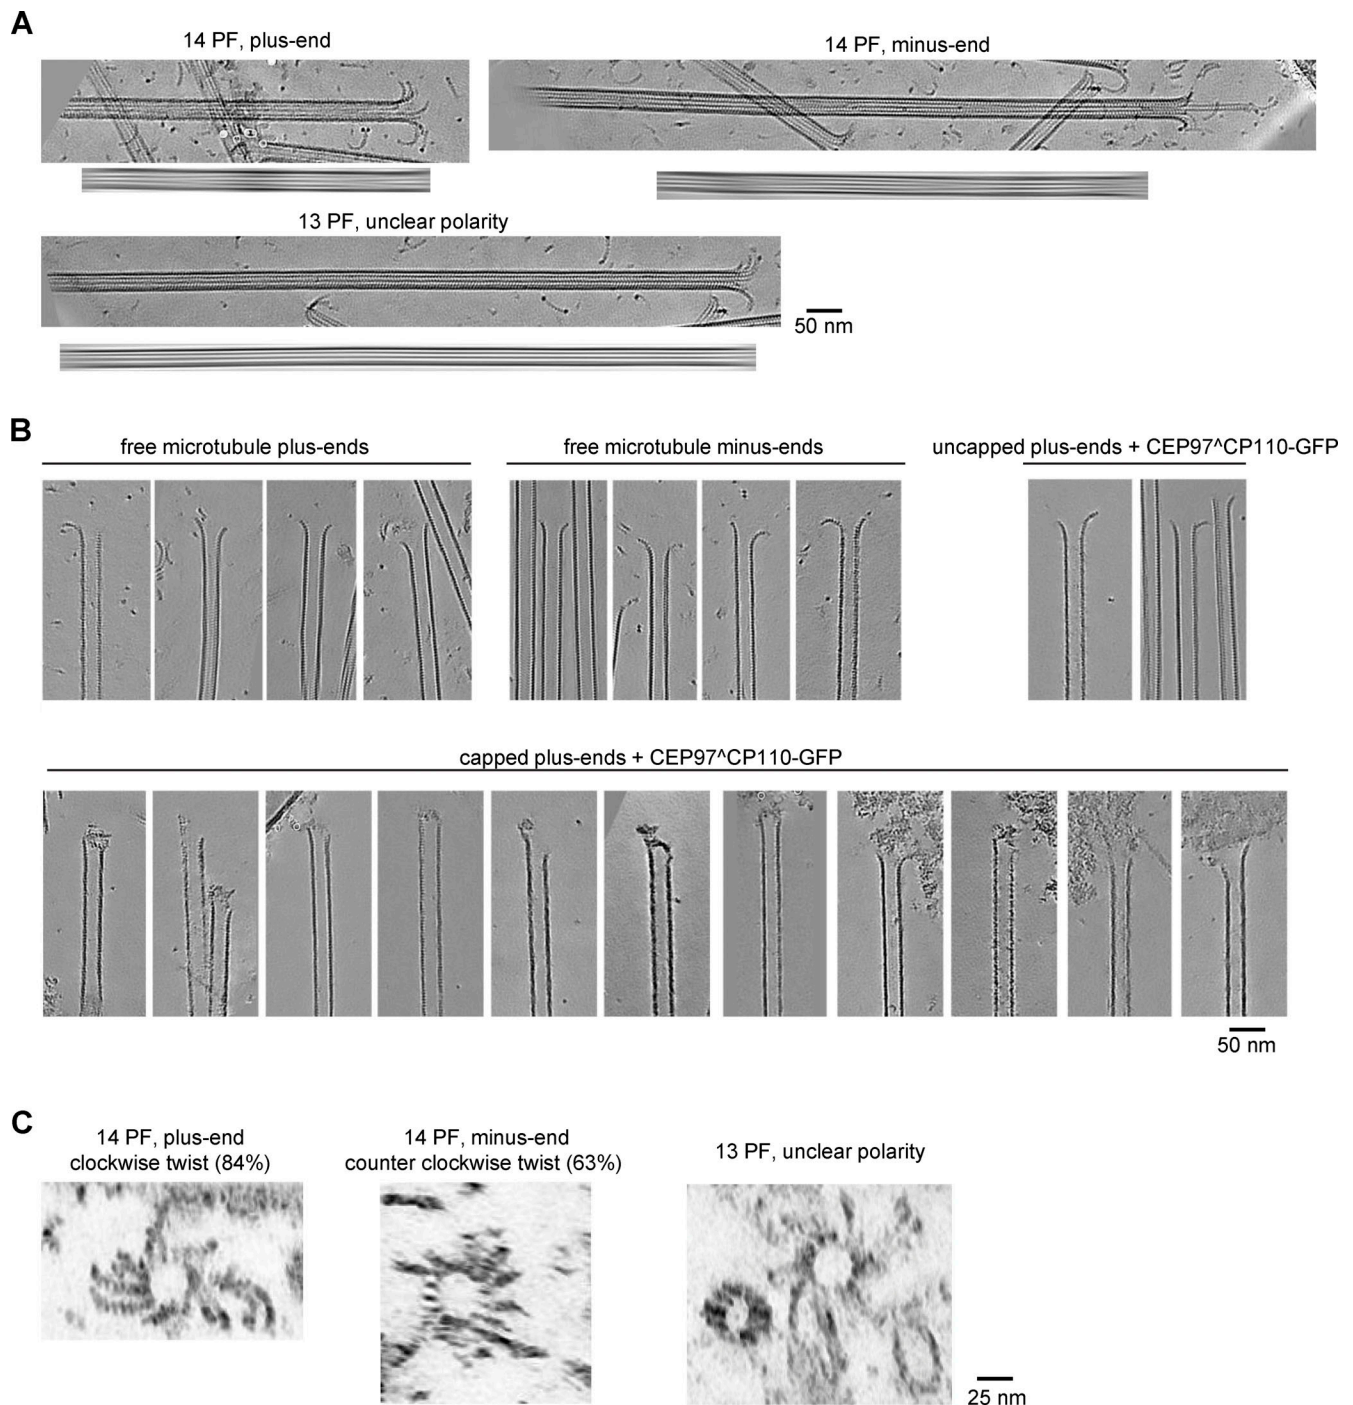 A
14 PF, plus-end
14 PF, minus-end
13 PF, unclear polarity
50 nm
B
free microtubule plus-ends
free microtubule minus-ends
uncapped plus-ends + CEP97^CP110-GFP
capped plus-ends + CEP97^CP110-GFP
50 nm
C
14 PF, plus-end
clockwise twist (84%)
14 PF, minus-end
counter clockwise twist (63%)
13 PF, unclear polarity
25 nm